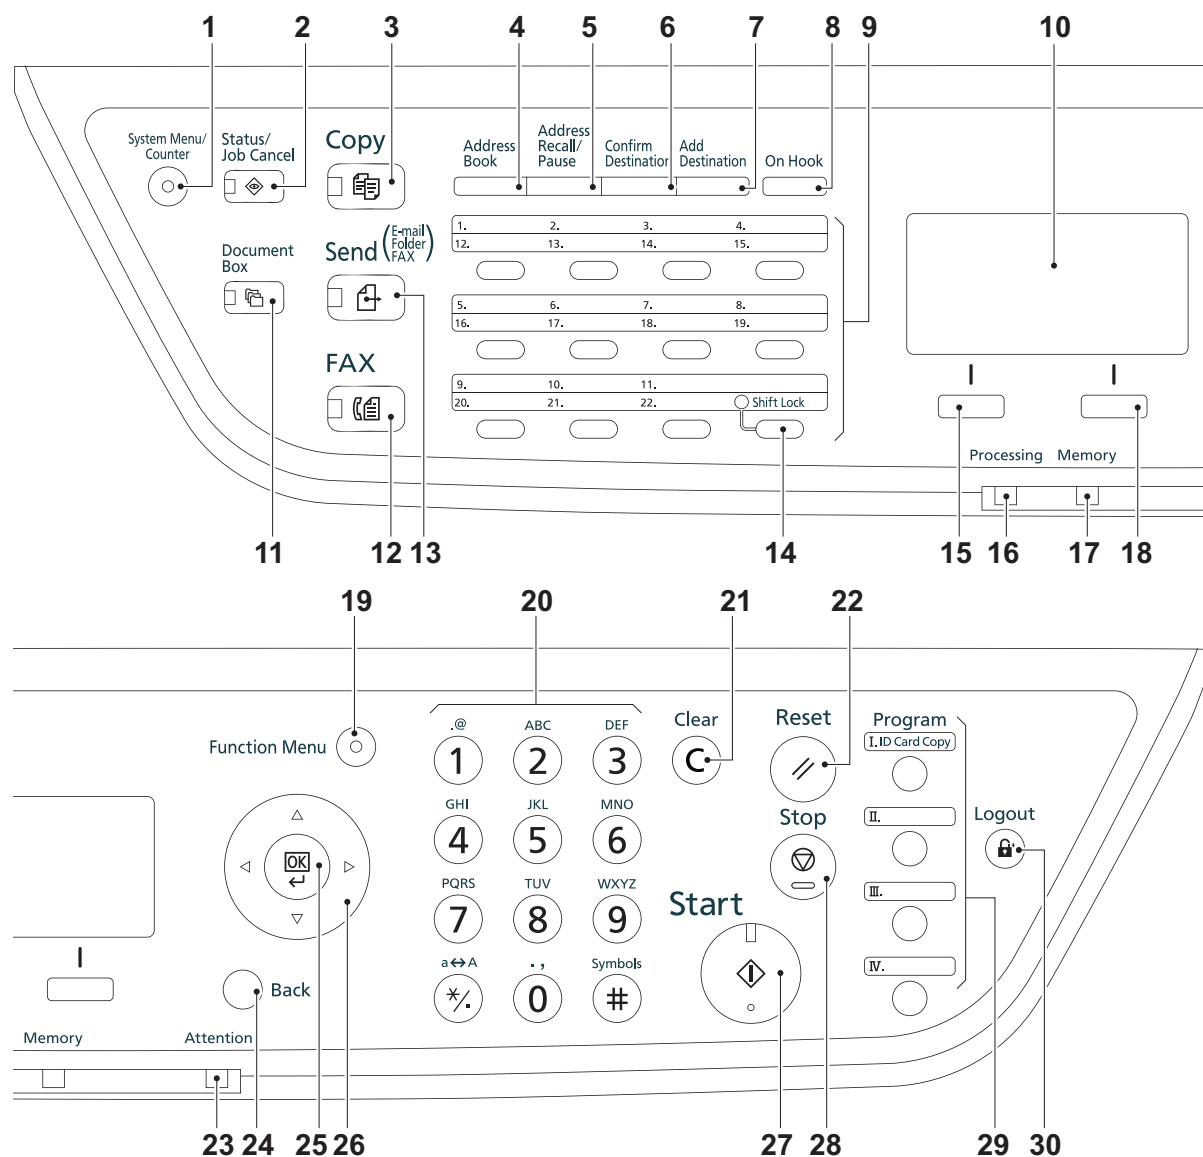 1 2 3 4 5 6 7 8 9 10
System Menu/
Counter
Status/
Job Cancel
Copy
Address
Book
Address
Recall/
Pause
Confirm
Destination
Add
Destination
On Hook
1. 2. 3. 4.
12. 13. 14. 15.
Document
Box
Send (E-mail
Folder
FAX)
5. 6. 7. 8.
16. 17. 18. 19.
FAX
9. 10. 11.
20. 21. 22. Shift Lock
Processing Memory
11 12 13 14 15 16 17 18
19 20 21 22
Function Menu
.@ ABC DEF
1 2 3
Clear
C
Reset
Program
I. ID Card Copy
OK
GHI JKL MNO
4 5 6
Stop
II.
Logout
PQRS TUV WXYZ
7 8 9
Start
III.
a↔A . , Symbols
*/. 0 #
IV.
Back
Memory Attention
23 24 25 26 27 28 29 30